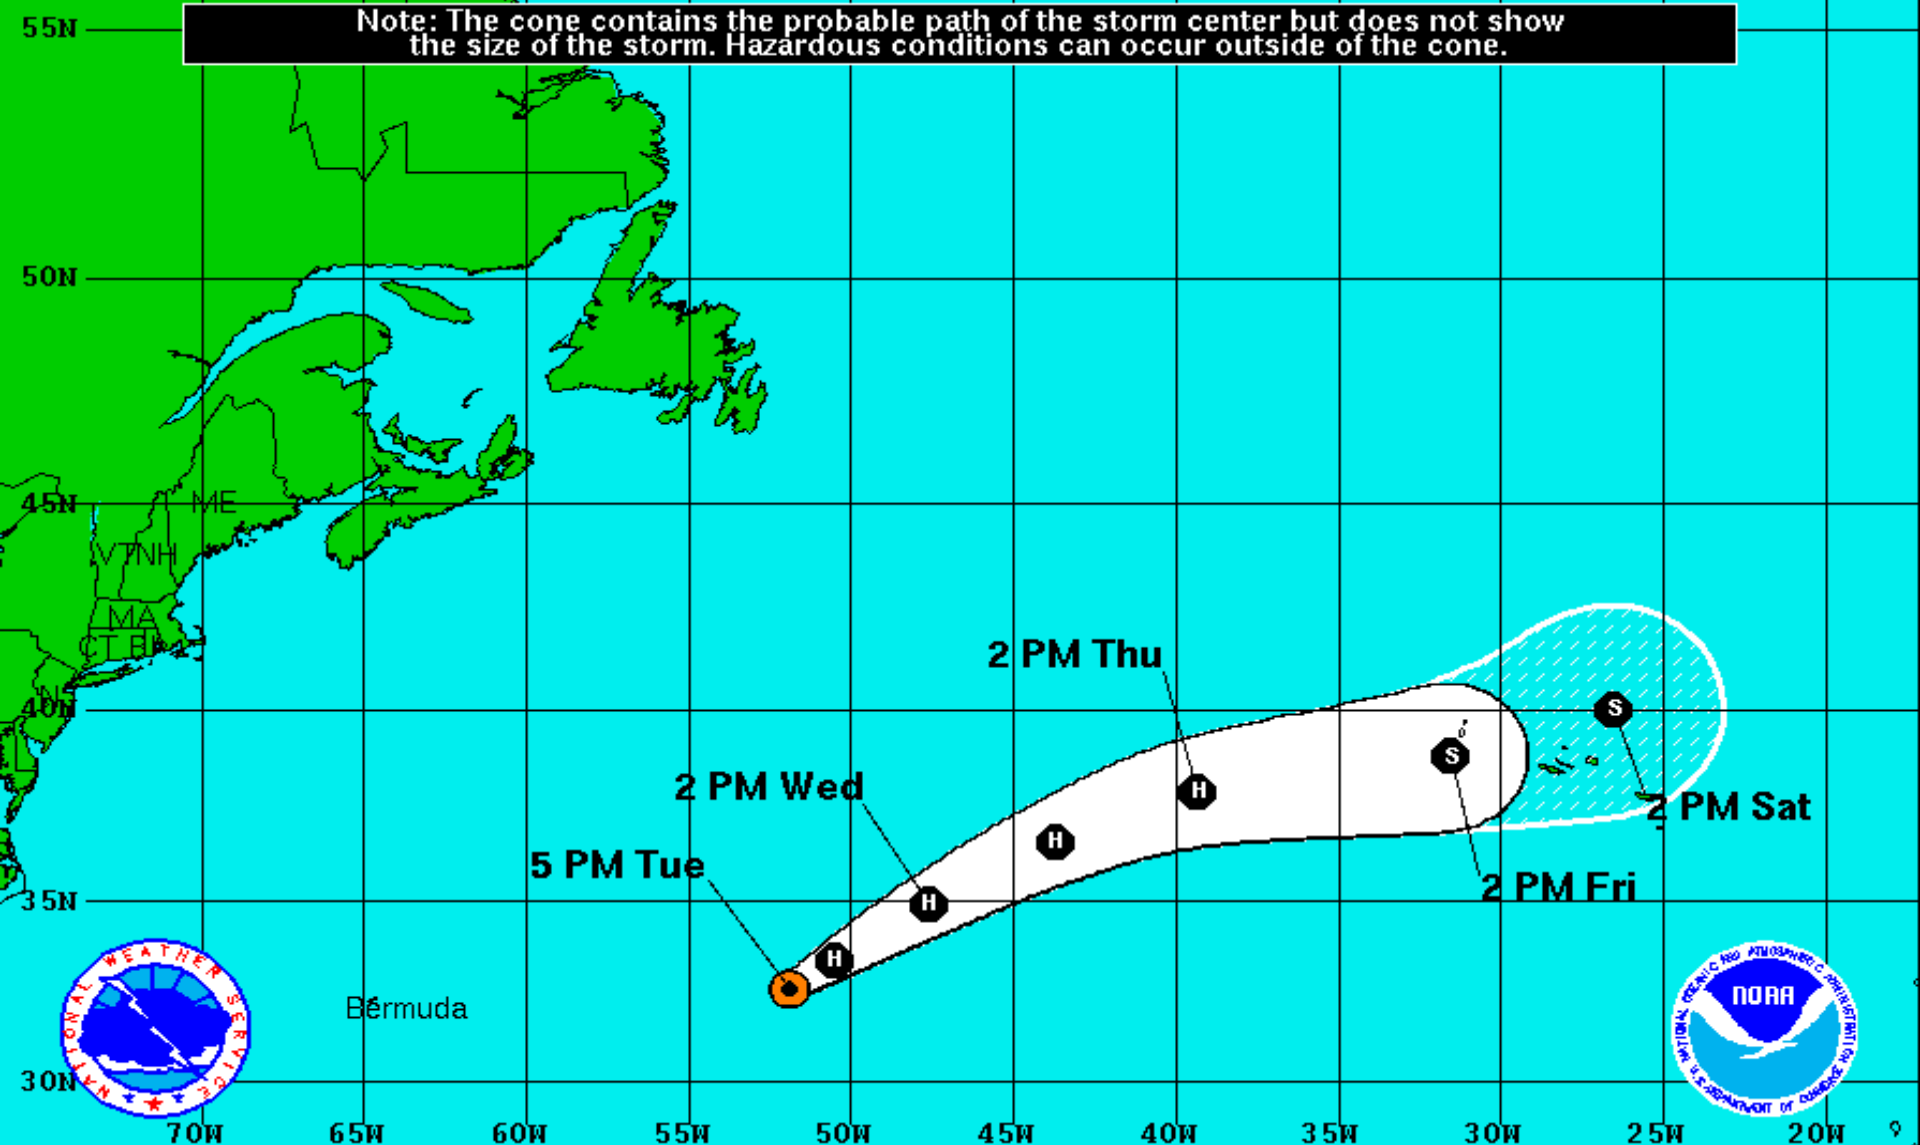 Note: The cone contains the probable path of the storm center but does not show
the size of the storm. Hazardous conditions can occur outside of the cone.
55N
50N
45N
ME
VT NH
MA
CT RI
40N
2 PM Thu
2 PM Wed
S
S
H
2 PM Sat
H
5 PM Tue
2 PM Fri
35N
H
H
NATIONAL WEATHER SERVICE
NOAA
Bermuda
30N
70W 65W 60W 55W 50W 45W 40W 35W 30W 25W 20W